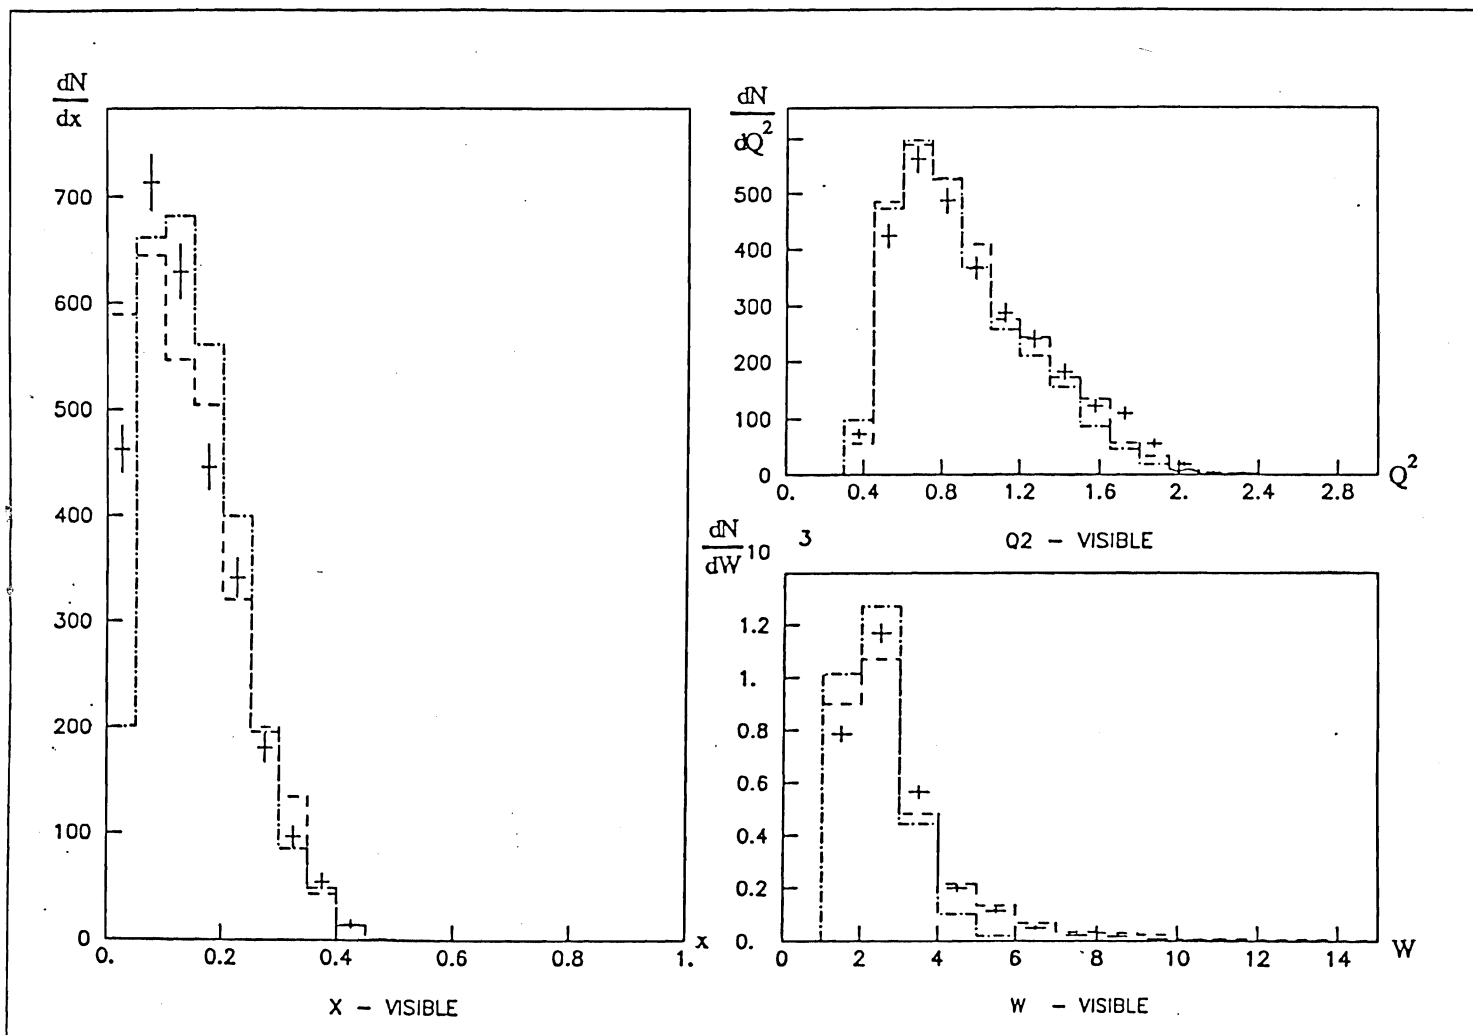 dN
dx
700
600
500
400
300
200
100
0
0. 0.2 0.4 0.6 0.8 1.
x
X – VISIBLE
dN
dQ²
500
400
300
200
100
0
0. 0.4 0.8 1.2 1.6 2. 2.4 2.8
Q²
Q2 – VISIBLE
dN
dW
10 3
1.2
1.
0.8
0.6
0.4
0.2
0.
0 2 4 6 8 10 12 14
W
W – VISIBLE